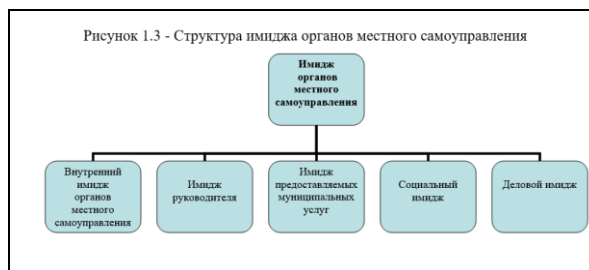 Рисунок 1.3 - Структура имиджа органов местного самоуправления
Имидж
органов
местного
самоуправления
Внутренний
имидж
органов
местного
самоуправления
Имидж
руководителя
Имидж
предоставляемых
муниципальных
услуг
Социальный
имидж
Деловой имидж